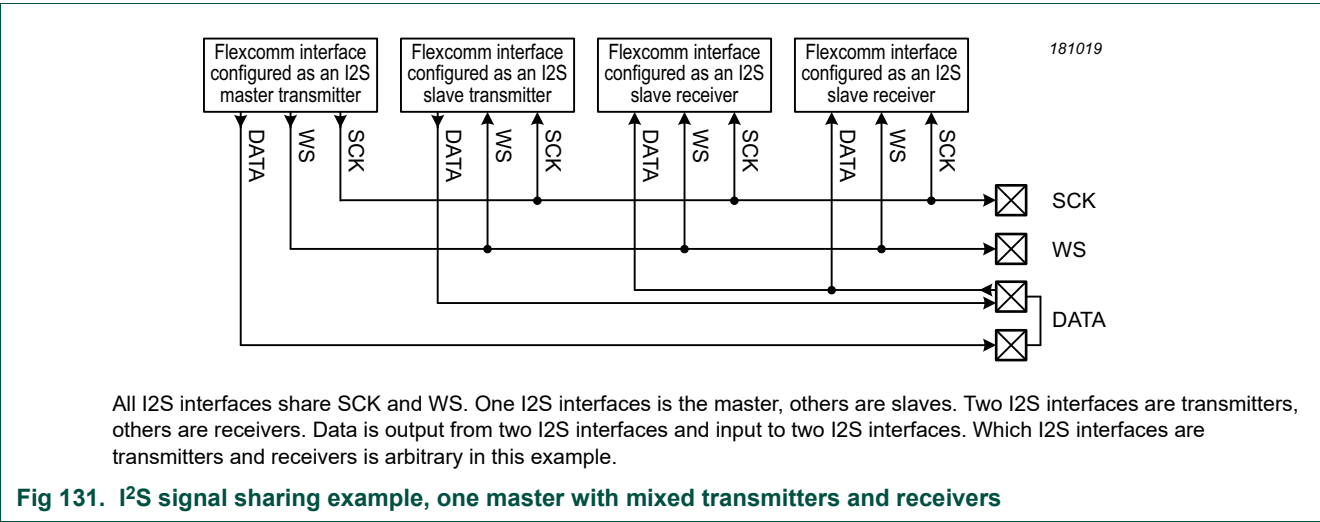 Flexcomm interface
configured as an I2S
master transmitter
Flexcomm interface
configured as an I2S
slave transmitter
Flexcomm interface
configured as an I2S
slave receiver
Flexcomm interface
configured as an I2S
slave receiver
181019
DATA
WS
SCK
DATA
WS
SCK
DATA
WS
SCK
DATA
WS
SCK
SCK
WS
DATA
All I2S interfaces share SCK and WS. One I2S interfaces is the master, others are slaves. Two I2S interfaces are transmitters,
others are receivers. Data is output from two I2S interfaces and input to two I2S interfaces. Which I2S interfaces are
transmitters and receivers is arbitrary in this example.
Fig 131. I²S signal sharing example, one master with mixed transmitters and receivers